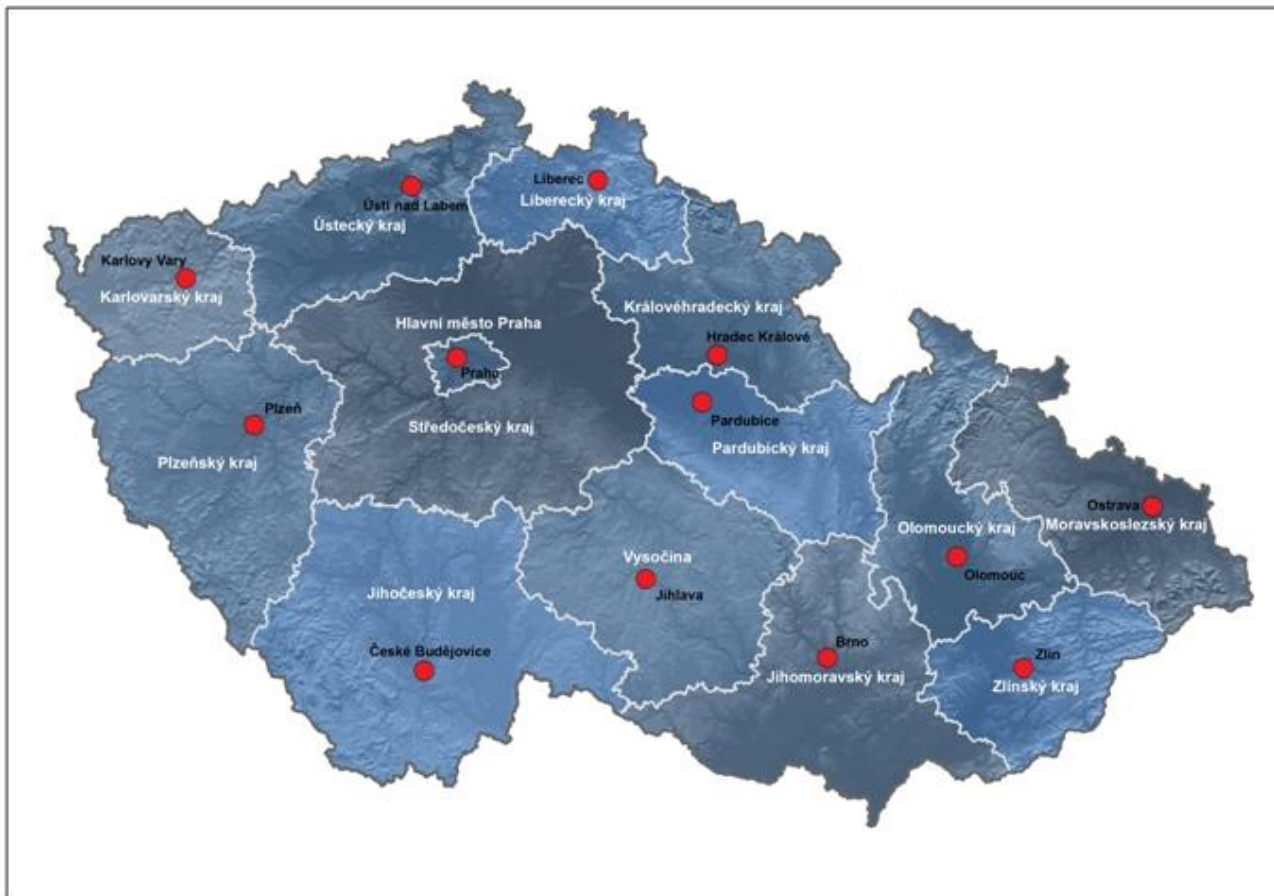 Liberec
Liberecký kraj
Ústí nad Labem
Ústecký kraj
Karlovy Vary
Karlovarský kraj
Královéhradecký kraj
Hradec Králové
Hlavní město Praha
Praha
Plzeň
Plzeňský kraj
Středočeský kraj
Pardubice
Pardubický kraj
Ostrava
Moravskoslezský kraj
Olomoucký kraj
Olomouc
Vysočina
Jihlava
Jihočeský kraj
České Budějovice
Brno
Jihomoravský kraj
Zlín
Zlínský kraj